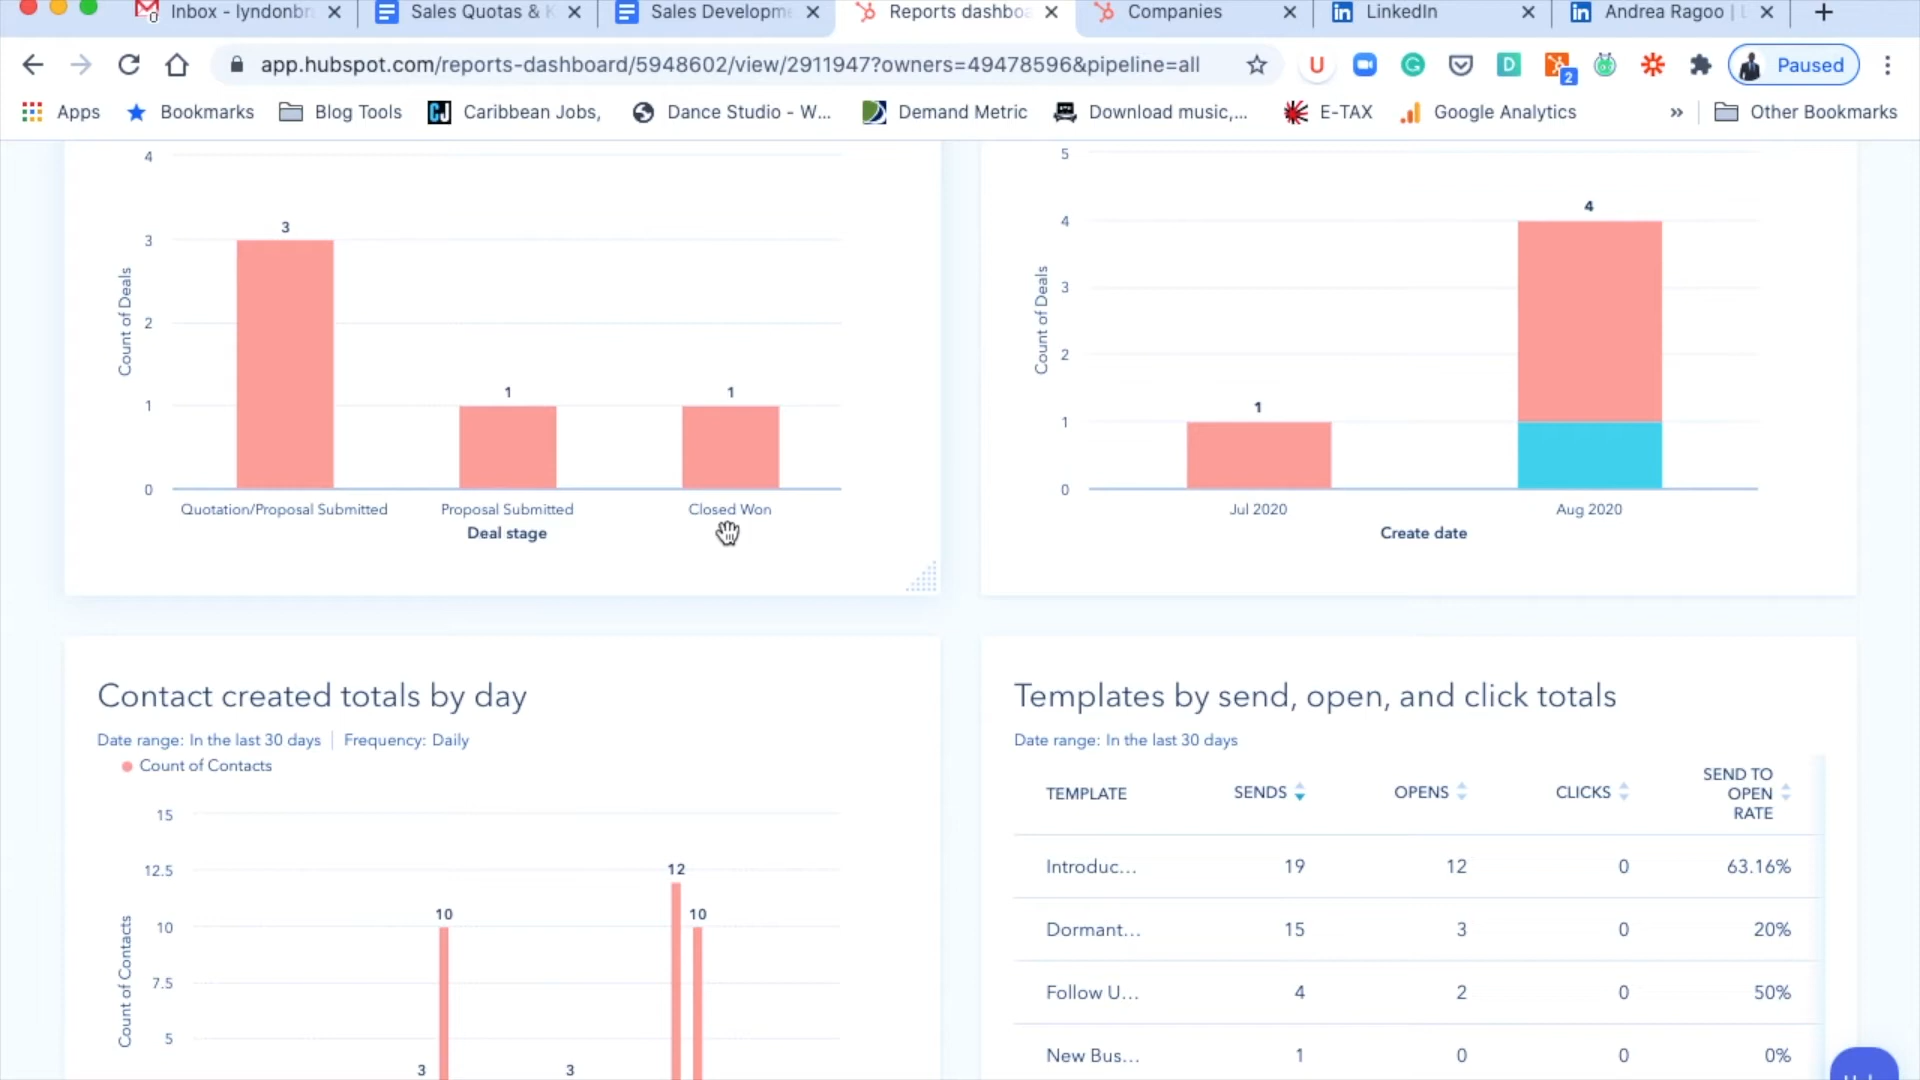 Inbox - lyndonbr
Sales Quotas & K
Sales Developme
Reports dashboa
Companies
LinkedIn
Andrea Ragoo | L
app.hubspot.com/reports-dashboard/5948602/view/2911947?owners=49478596&pipeline=all
U
D
2
Paused
Apps
Bookmarks
Blog Tools
CJ
Caribbean Jobs,
Dance Studio - W...
Demand Metric
Download music,...
E-TAX
Google Analytics
»
Other Bookmarks
4
3
2
1
0
Count of Deals
3
1
1
Quotation/Proposal Submitted
Proposal Submitted
Closed Won
Deal stage
5
4
3
2
1
0
Count of Deals
1
4
Jul 2020
Aug 2020
Create date
Contact created totals by day
Date range: In the last 30 days
Frequency: Daily
Count of Contacts
15
12.5
10
7.5
5
Count of Contacts
3
10
3
12
10
Templates by send, open, and click totals
Date range: In the last 30 days
TEMPLATE SENDS OPENS CLICKS SEND TO
OPEN
RATE
Introduc... 19 12 0 63.16%
Dormant... 15 3 0 20%
Follow U... 4 2 0 50%
New Bus... 1 0 0 0%